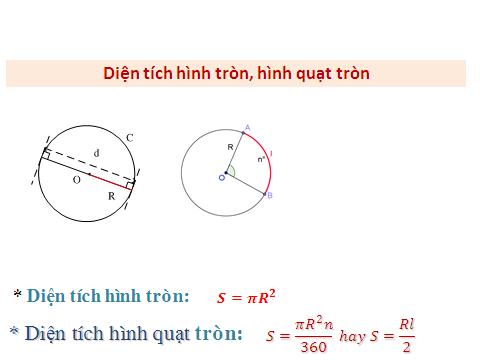 Diện tích hình tròn, hình quạt tròn
C
d
O
R
A
R
l
n°
O
B
* Diện tích hình tròn: S = πR²
* Diện tích hình quạt tròn: S = πR²n/360 hay S = Rl/2